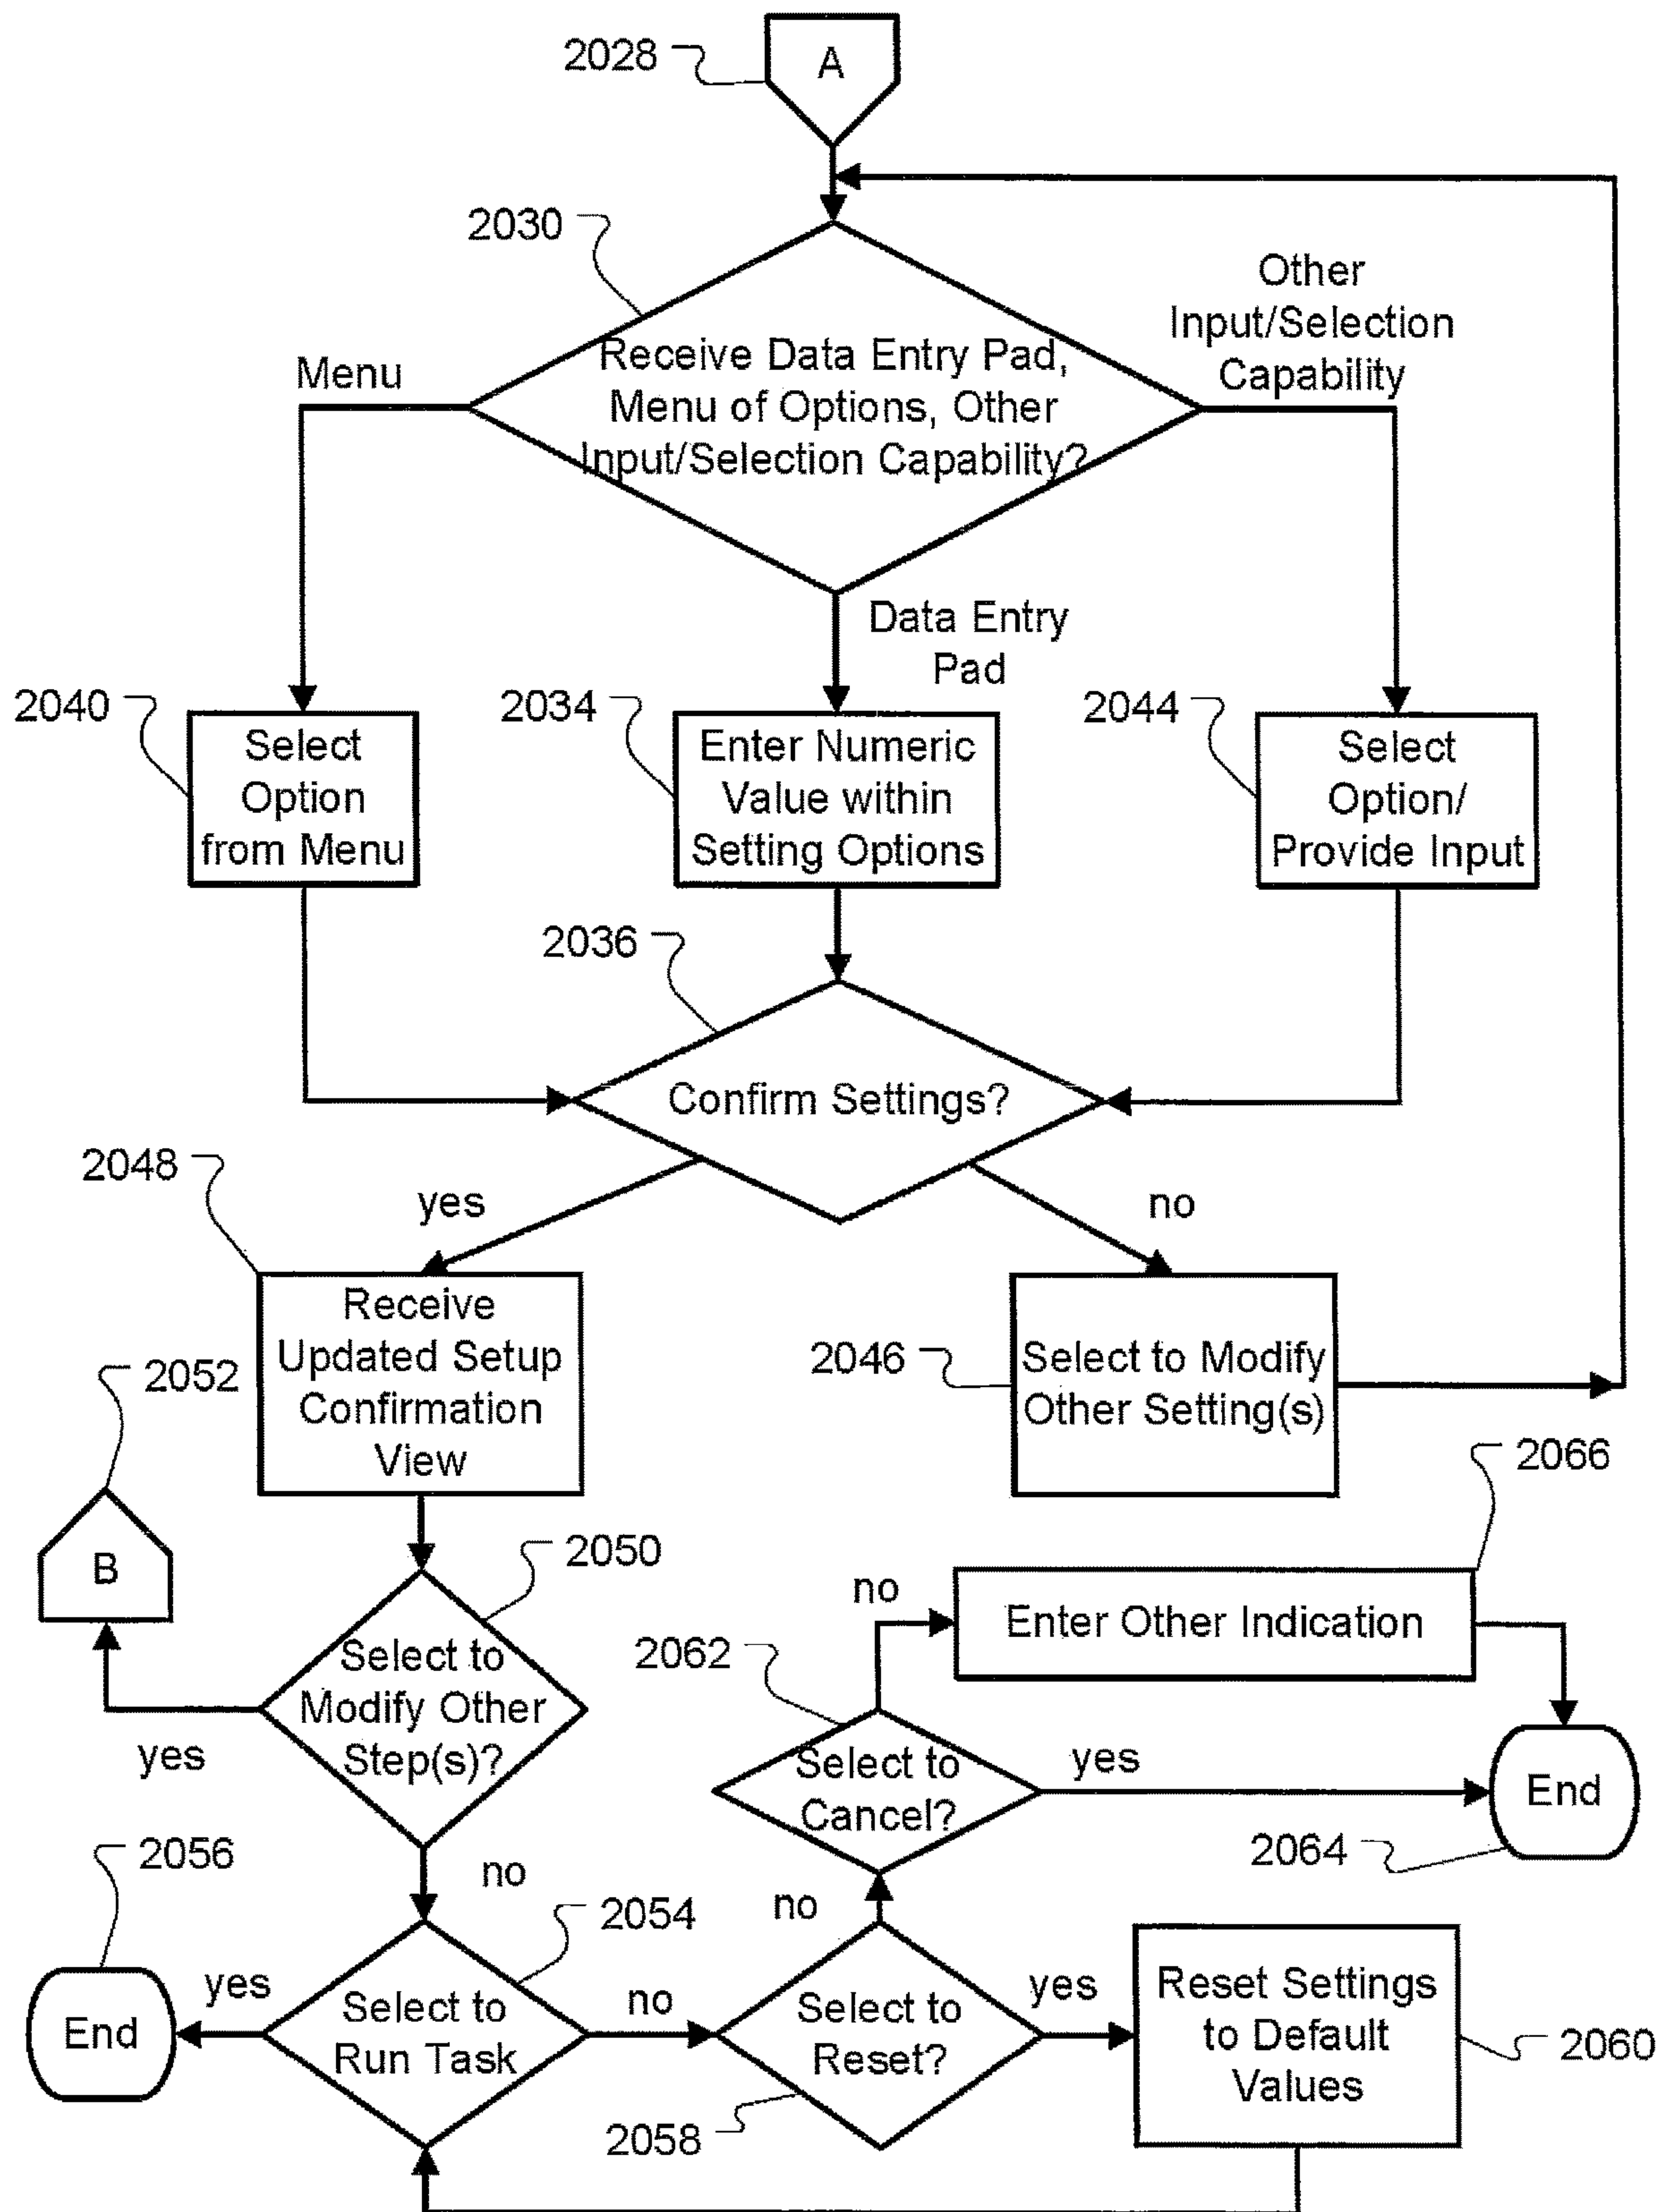 2028
A
2030
Other
Input/Selection
Capability
Menu
Receive Data Entry Pad,
Menu of Options, Other
Input/Selection Capability?
Data Entry
Pad
2040
2034
2044
Select
Option
from Menu
Enter Numeric
Value within
Setting Options
Select
Option/
Provide Input
2036
Confirm Settings?
2048
yes
no
Receive
Updated Setup
Confirmation
View
2046
Select to Modify
Other Setting(s)
2052
2066
B
2050
no
Enter Other Indication
Select to
Modify Other
Step(s)?
yes
2062
Select to
Cancel?
yes
End
2064
2056
no
2054
no
yes
End
Select to
Run Task
no
Select to
Reset?
yes
Reset Settings
to Default
Values
2060
2058